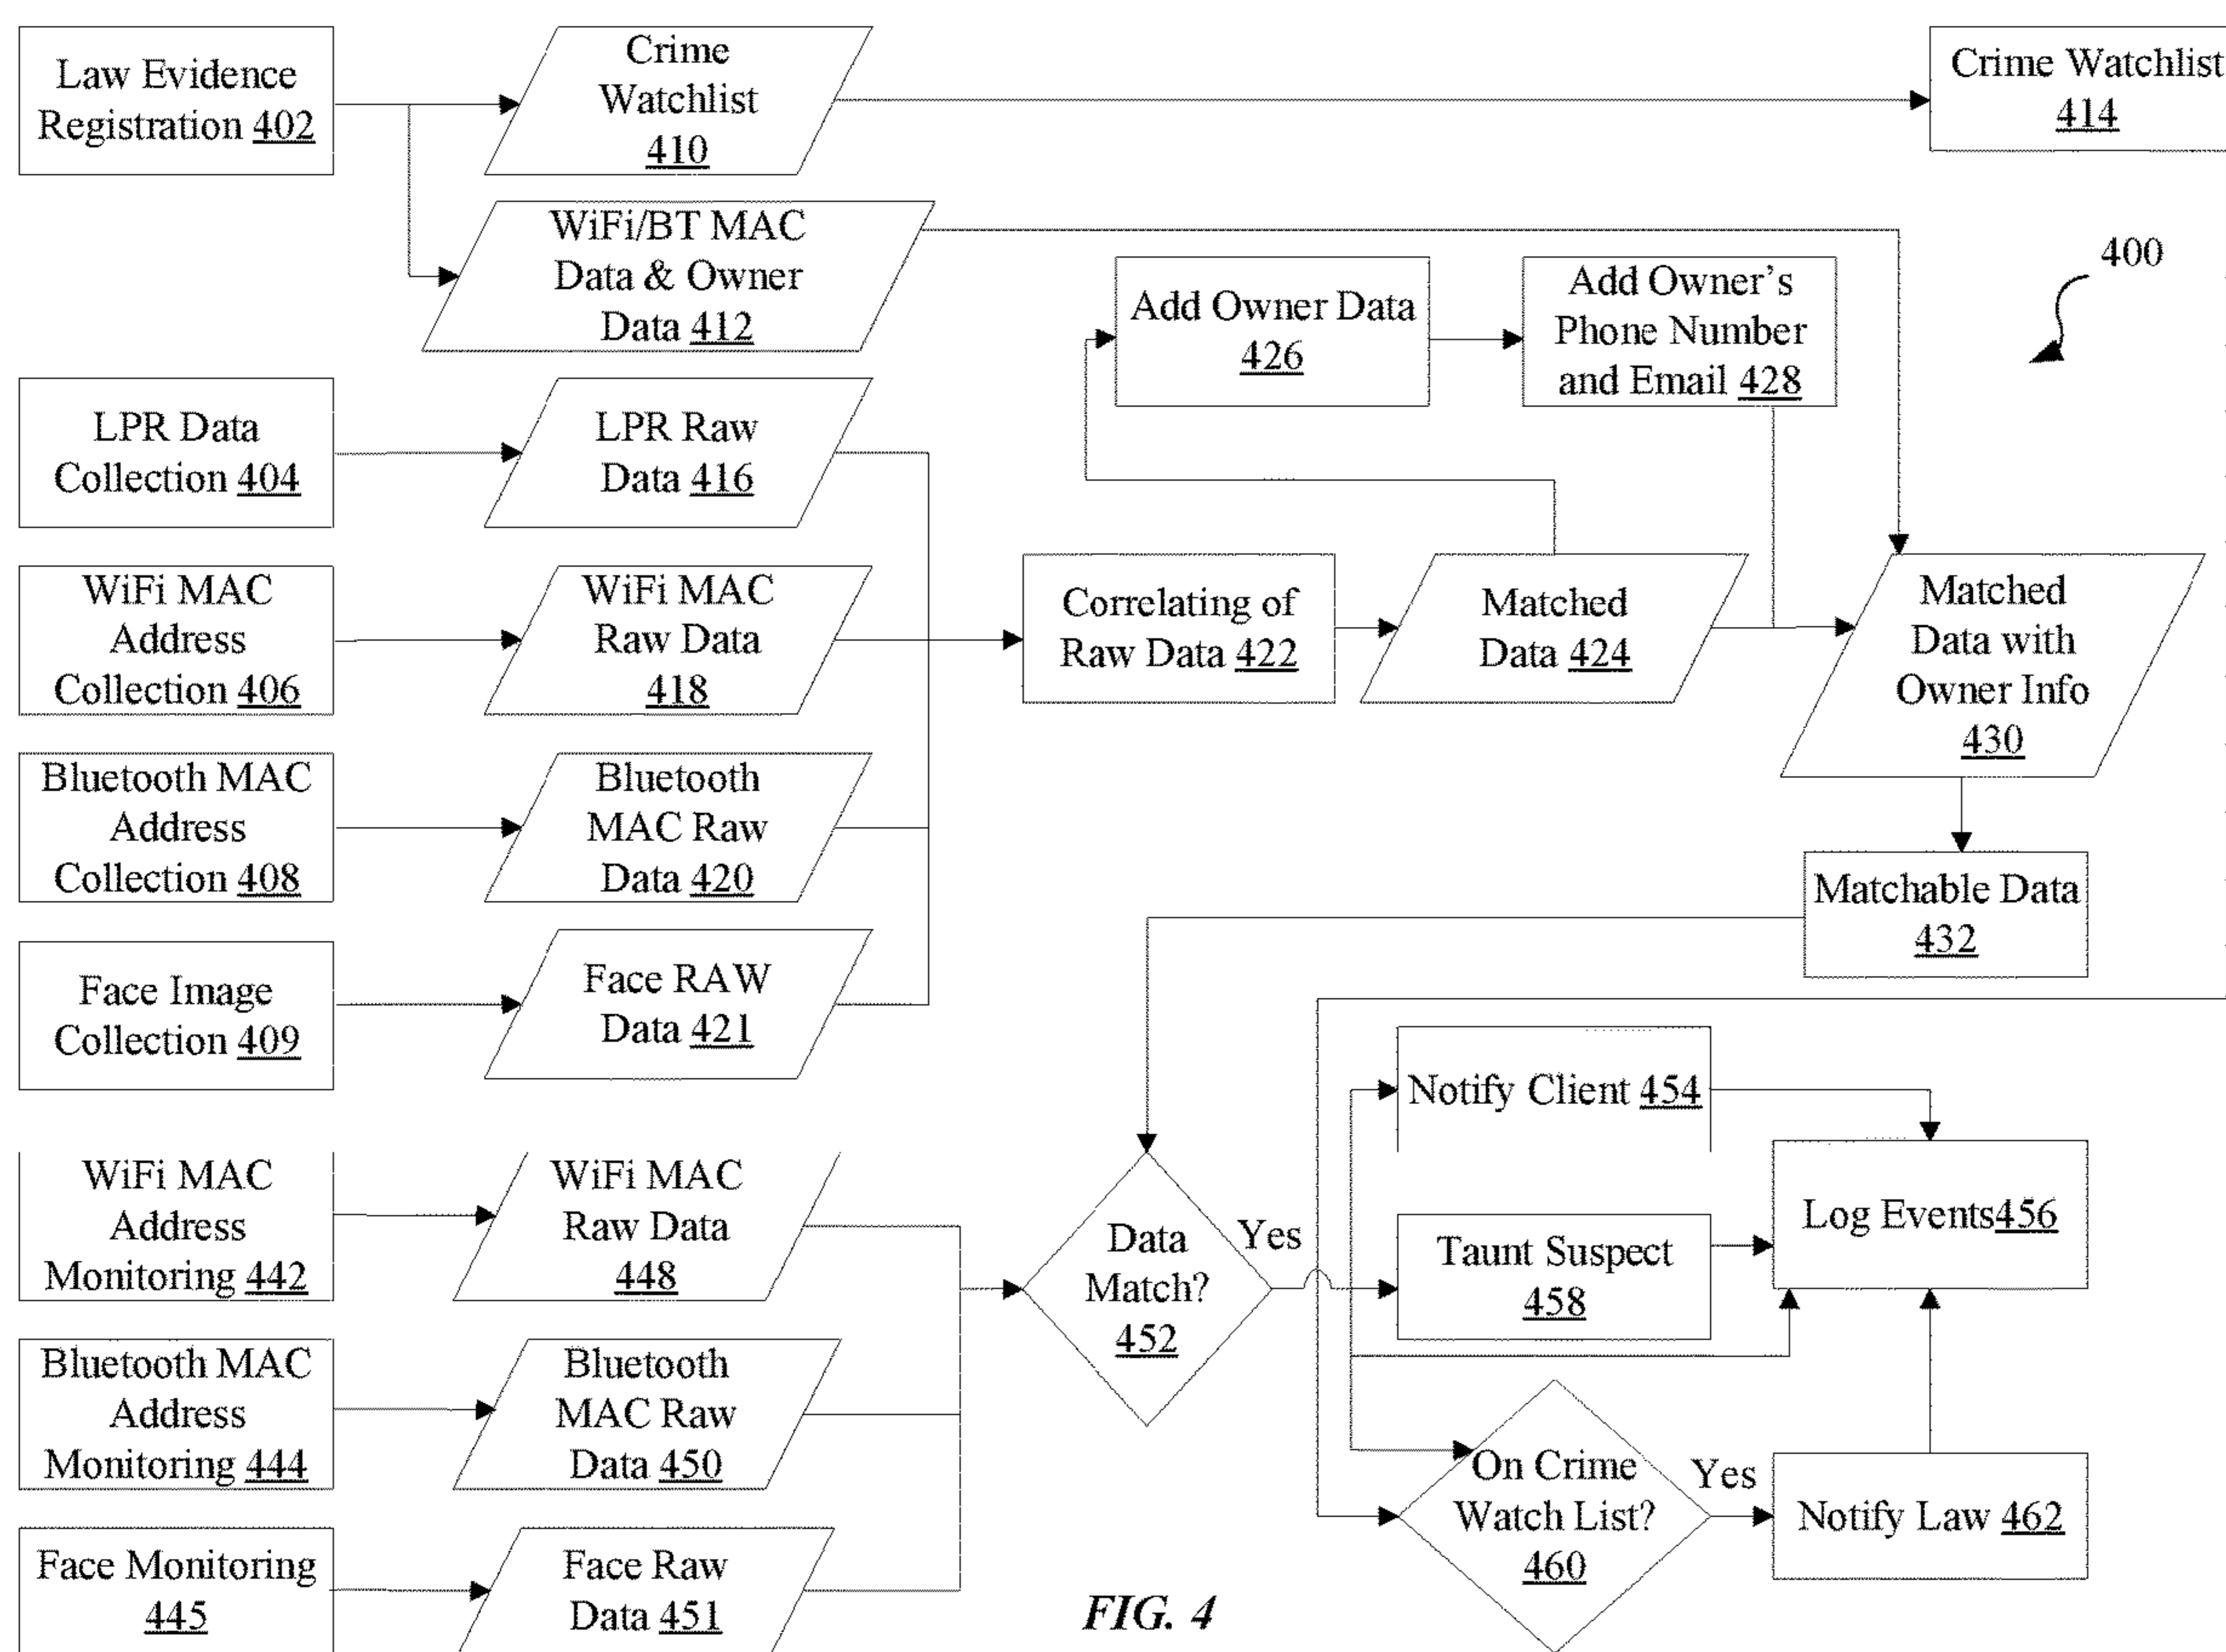 Law Evidence
Registration 402
Crime
Watchlist
410
Crime Watchlist
414
WiFi/BT MAC
Data & Owner
Data 412
400
Add Owner Data
426
Add Owner's
Phone Number
and Email 428
LPR Data
Collection 404
LPR Raw
Data 416
WiFi MAC
Address
Collection 406
WiFi MAC
Raw Data
418
Correlating of
Raw Data 422
Matched
Data 424
Matched
Data with
Owner Info
430
Bluetooth MAC
Address
Collection 408
Bluetooth
MAC Raw
Data 420
Matchable Data
432
Face Image
Collection 409
Face RAW
Data 421
Notify Client 454
WiFi MAC
Address
Monitoring 442
WiFi MAC
Raw Data
448
Data
Match?
452
Yes
Taunt Suspect
458
Log Events456
Bluetooth MAC
Address
Monitoring 444
Bluetooth
MAC Raw
Data 450
On Crime
Watch List?
460
Yes
Notify Law 462
Face Monitoring
445
Face Raw
Data 451
FIG. 4